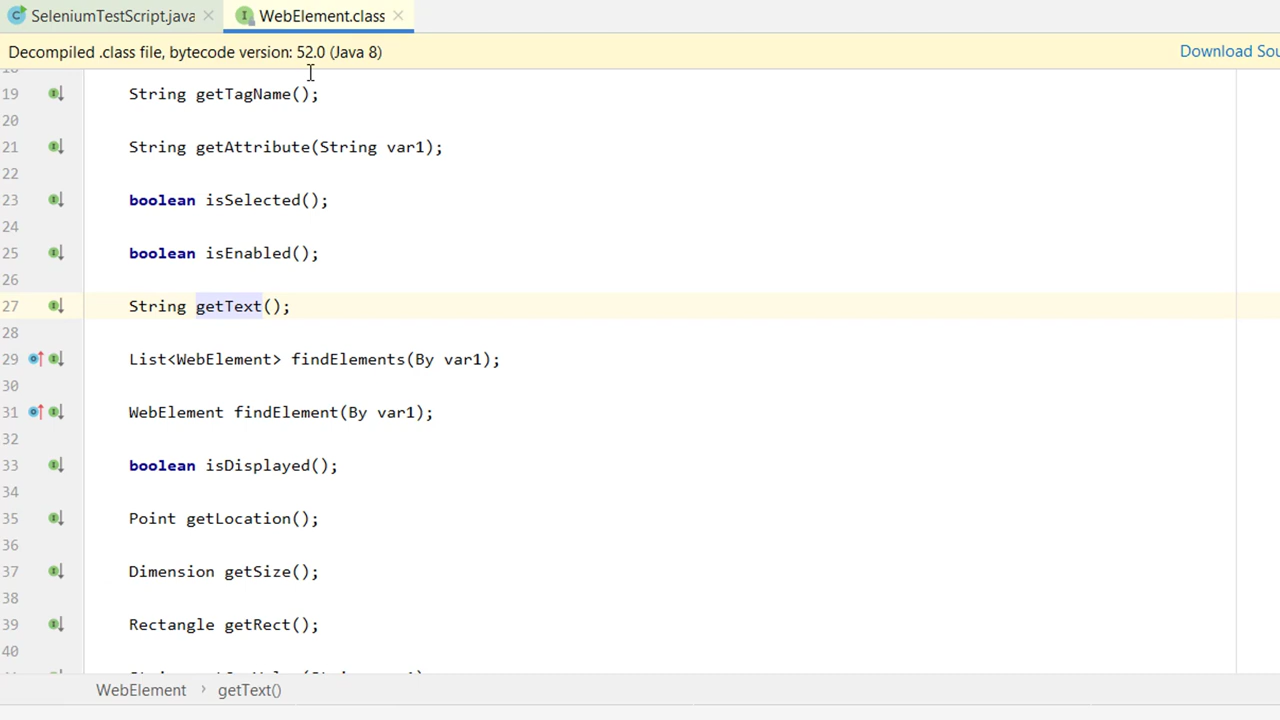 SeleniumTestScript.java WebElement.class
Decompiled .class file, bytecode version: 52.0 (Java 8) Download Sou
19 String getTagName();
20
21 String getAttribute(String var1);
22
23 boolean isSelected();
24
25 boolean isEnabled();
26
27 String getText();
28
29 List<WebElement> findElements(By var1);
30
31 WebElement findElement(By var1);
32
33 boolean isDisplayed();
34
35 Point getLocation();
36
37 Dimension getSize();
38
39 Rectangle getRect();
40
WebElement › getText()